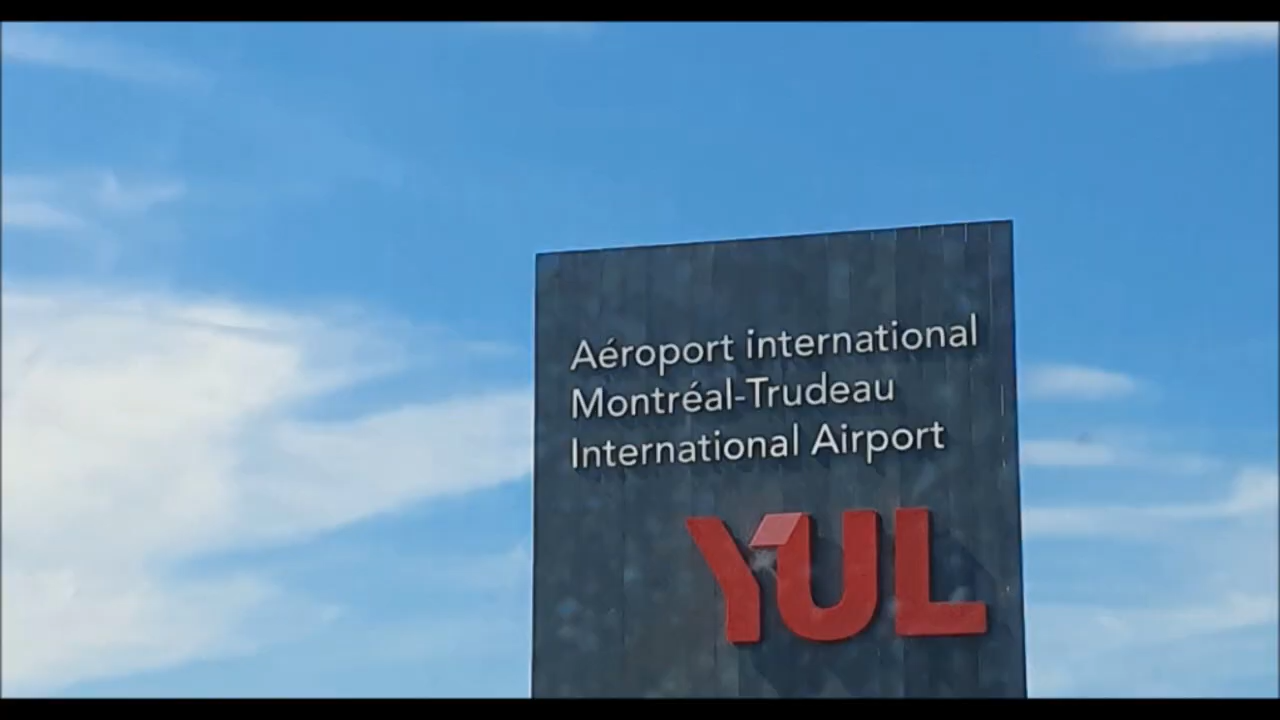 Aéroport international
Montréal-Trudeau
International Airport
YUL